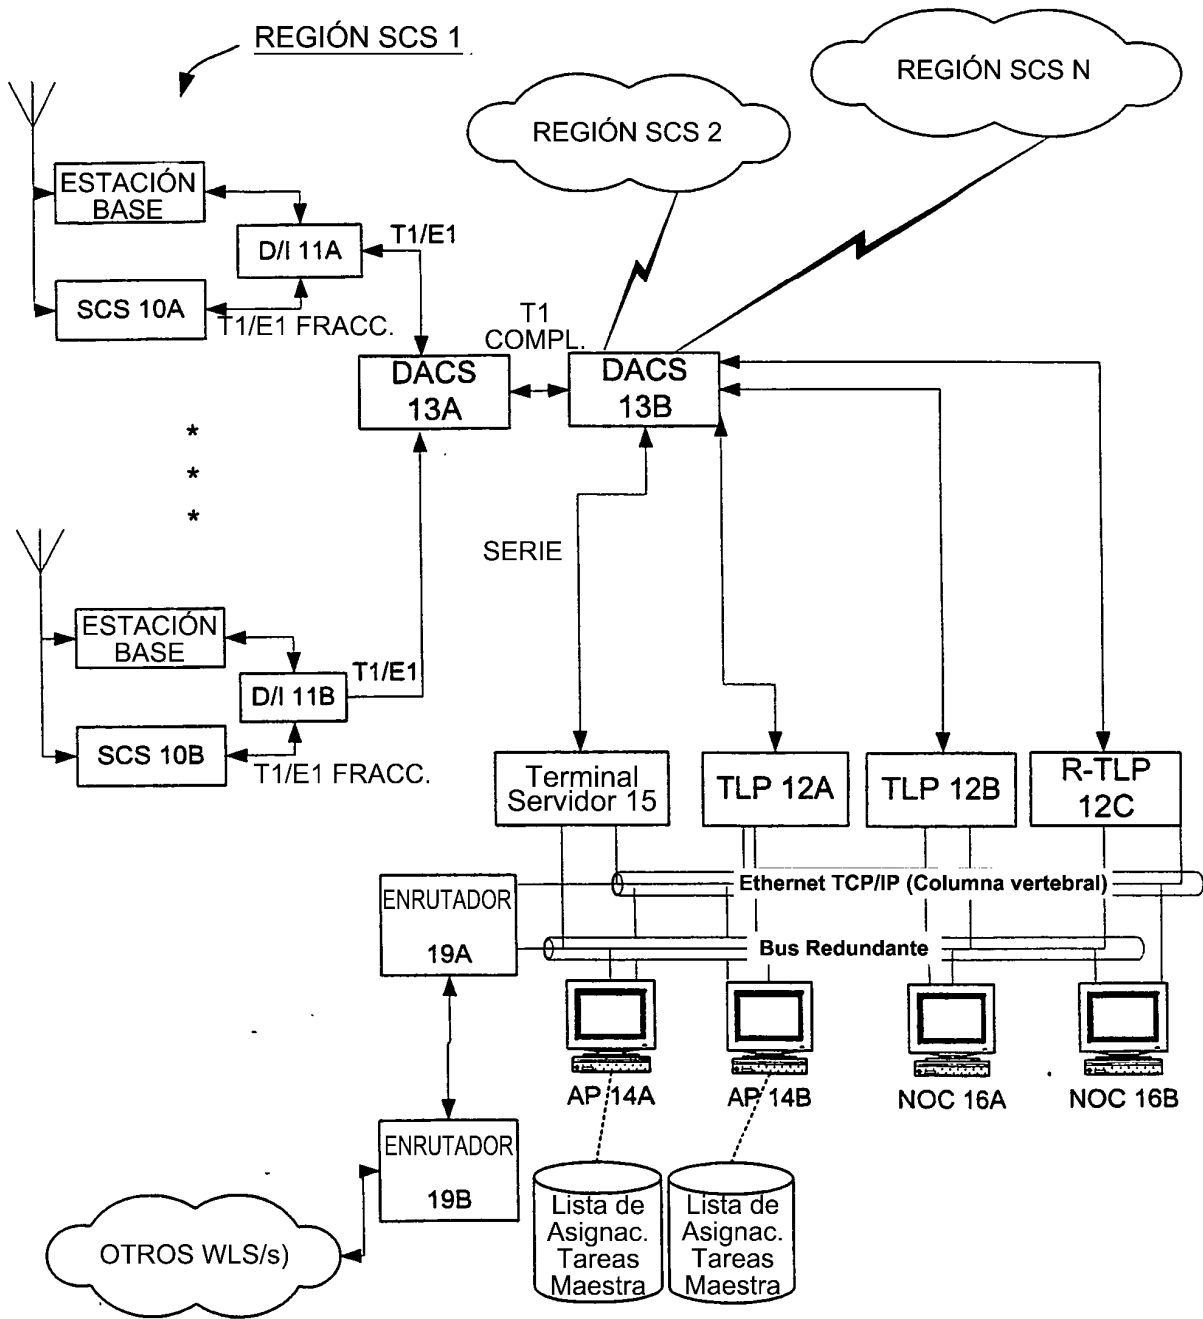 REGIÓN SCS 1
REGIÓN SCS N
REGIÓN SCS 2
ESTACIÓN
BASE
D/I 11A
T1/E1
SCS 10A
T1/E1 FRACC.
T1
COMPL.
DACS
13A
DACS
13B
*
*
*
SERIE
ESTACIÓN
BASE
D/I 11B
T1/E1
SCS 10B
T1/E1 FRACC.
Terminal
Servidor 15
TLP 12A
TLP 12B
R-TLP
12C
Ethernet TCP/IP (Columna vertebral)
ENRUTADOR
19A
Bus Redundante
AP 14A
AP 14B
NOC 16A
NOC 16B
ENRUTADOR
19B
Lista de
Asignac.
Tareas
Maestra
Lista de
Asignac.
Tareas
Maestra
OTROS WLS/s)